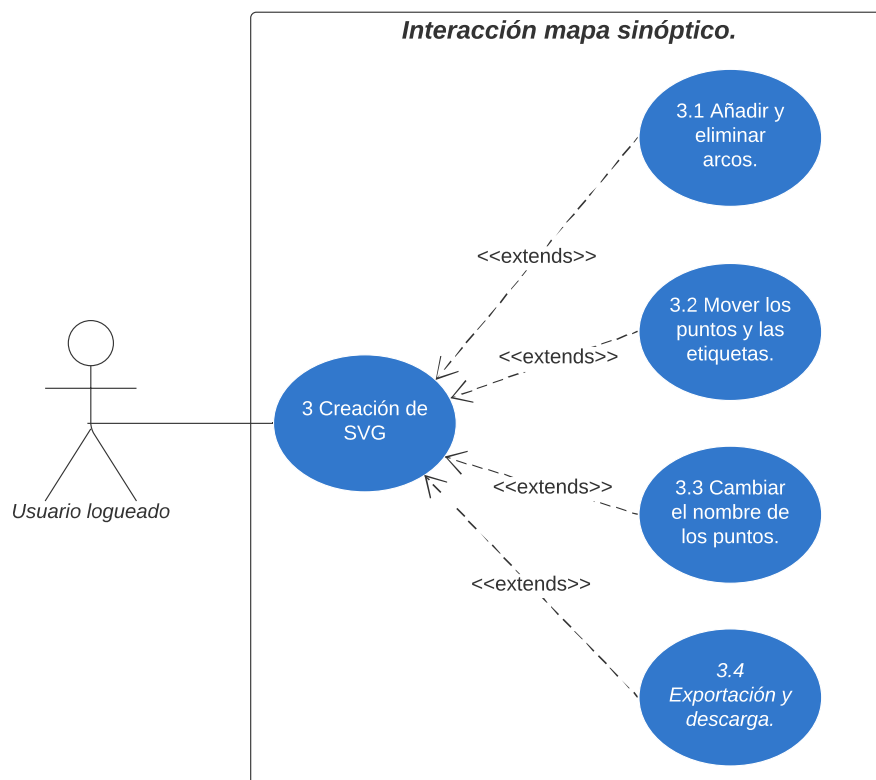 Interacción mapa sinóptico.
3.1 Añadir y
eliminar
arcos.
<<extends>>
3.2 Mover los
puntos y las
etiquetas.
<<extends>>
3 Creación de
SVG
Usuario logueado
<<extends>>
3.3 Cambiar
el nombre de
los puntos.
<<extends>>
3.4
Exportación y
descarga.